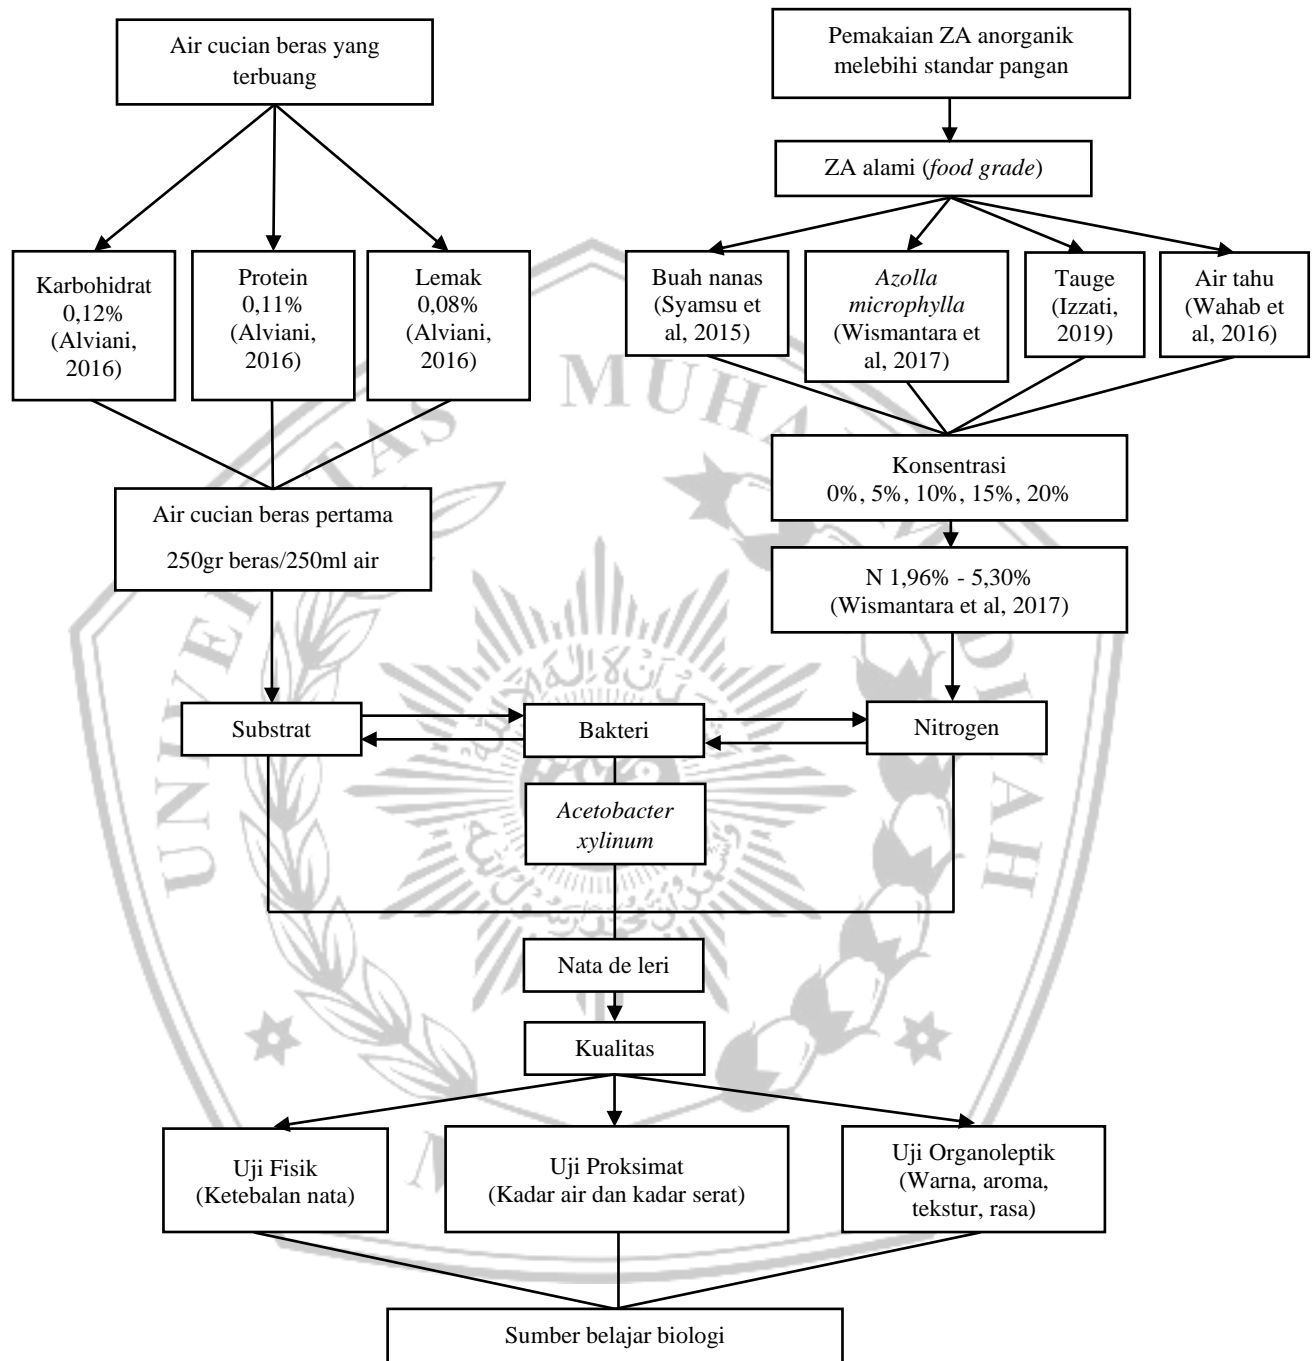 Air cucian beras yang
terbuang
Pemakaian ZA anorganik
melebihi standar pangan
ZA alami (food grade)
Karbohidrat
0,12%
(Alviani,
2016)
Protein
0,11%
(Alviani,
2016)
Lemak
0,08%
(Alviani,
2016)
Buah nanas
(Syamsu et
al, 2015)
Azolla
microphylla
(Wismantara
et al, 2017)
Tauge
(Izzati,
2019)
Air tahu
(Wahab et
al, 2016)
Konsentrasi
0%, 5%, 10%, 15%, 20%
Air cucian beras pertama
250gr beras/250ml air
N 1,96% - 5,30%
(Wismantara et al, 2017)
Substrat
Bakteri
Nitrogen
Acetobacter
xylinum
Nata de leri
Kualitas
Uji Fisik
(Ketebalan nata)
Uji Proksimat
(Kadar air dan kadar serat)
Uji Organoleptik
(Warna, aroma,
tekstur, rasa)
Sumber belajar biologi